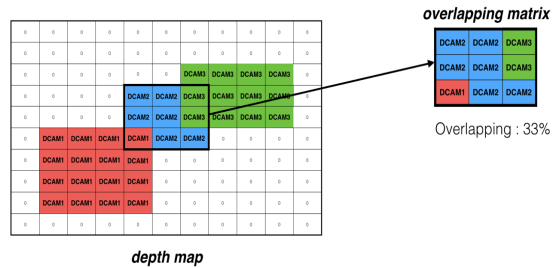 overlapping matrix
0 0 0 0 0 0 0 0 0 0 0
0 0 0 0 0 0 0 0 0 0 0
0 0 0 0 0 0 DCAM3 DCAM3 DCAM3 DCAM3 0
0 0 0 0 DCAM2 DCAM2 DCAM3 DCAM3 DCAM3 DCAM3 0
0 0 0 0 DCAM2 DCAM2 DCAM3 DCAM3 DCAM3 DCAM3 0
0 DCAM1 DCAM1 DCAM1 DCAM1 DCAM2 DCAM2 0 0 0 0
0 DCAM1 DCAM1 DCAM1 DCAM1 0 0 0 0 0 0
0 DCAM1 DCAM1 DCAM1 DCAM1 0 0 0 0 0 0
0 DCAM1 DCAM1 DCAM1 DCAM1 0 0 0 0 0 0
0 0 0 0 0 0 0 0 0 0 0
DCAM2 DCAM2 DCAM3
DCAM2 DCAM2 DCAM3
DCAM1 DCAM2 DCAM2
Overlapping : 33%
depth map